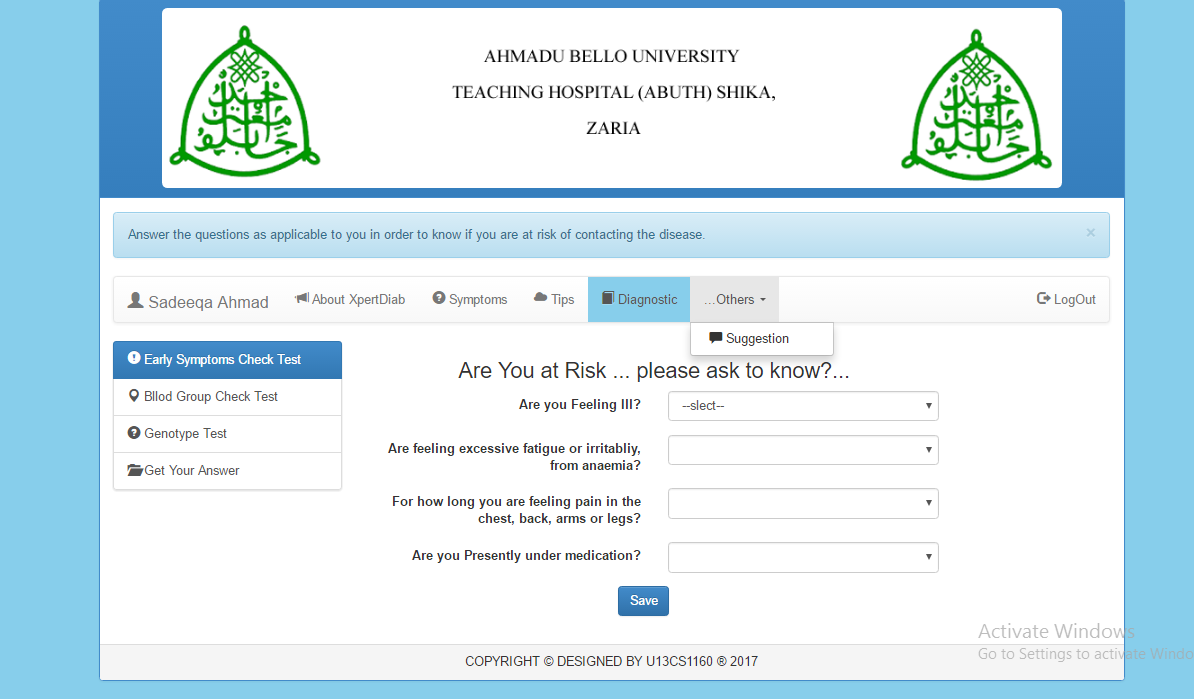 AHMADU BELLO UNIVERSITY
TEACHING HOSPITAL (ABUTH) SHIKA,
ZARIA
Answer the questions as applicable to you in order to know if you are at risk of contacting the disease.
×
Sadeeqa Ahmad About XpertDiab Symptoms Tips Diagnostic ...Others LogOut
Suggestion
Early Symptoms Check Test
Bllod Group Check Test
Genotype Test
Get Your Answer
Are You at Risk ... please ask to know?...
Are you Feeling Ill? --slect--
Are feeling excessive fatigue or irritabliy,
from anaemia?
For how long you are feeling pain in the
chest, back, arms or legs?
Are you Presently under medication?
Save
Activate Windows
Go to Settings to activate Windo
COPYRIGHT © DESIGNED BY U13CS1160 ® 2017